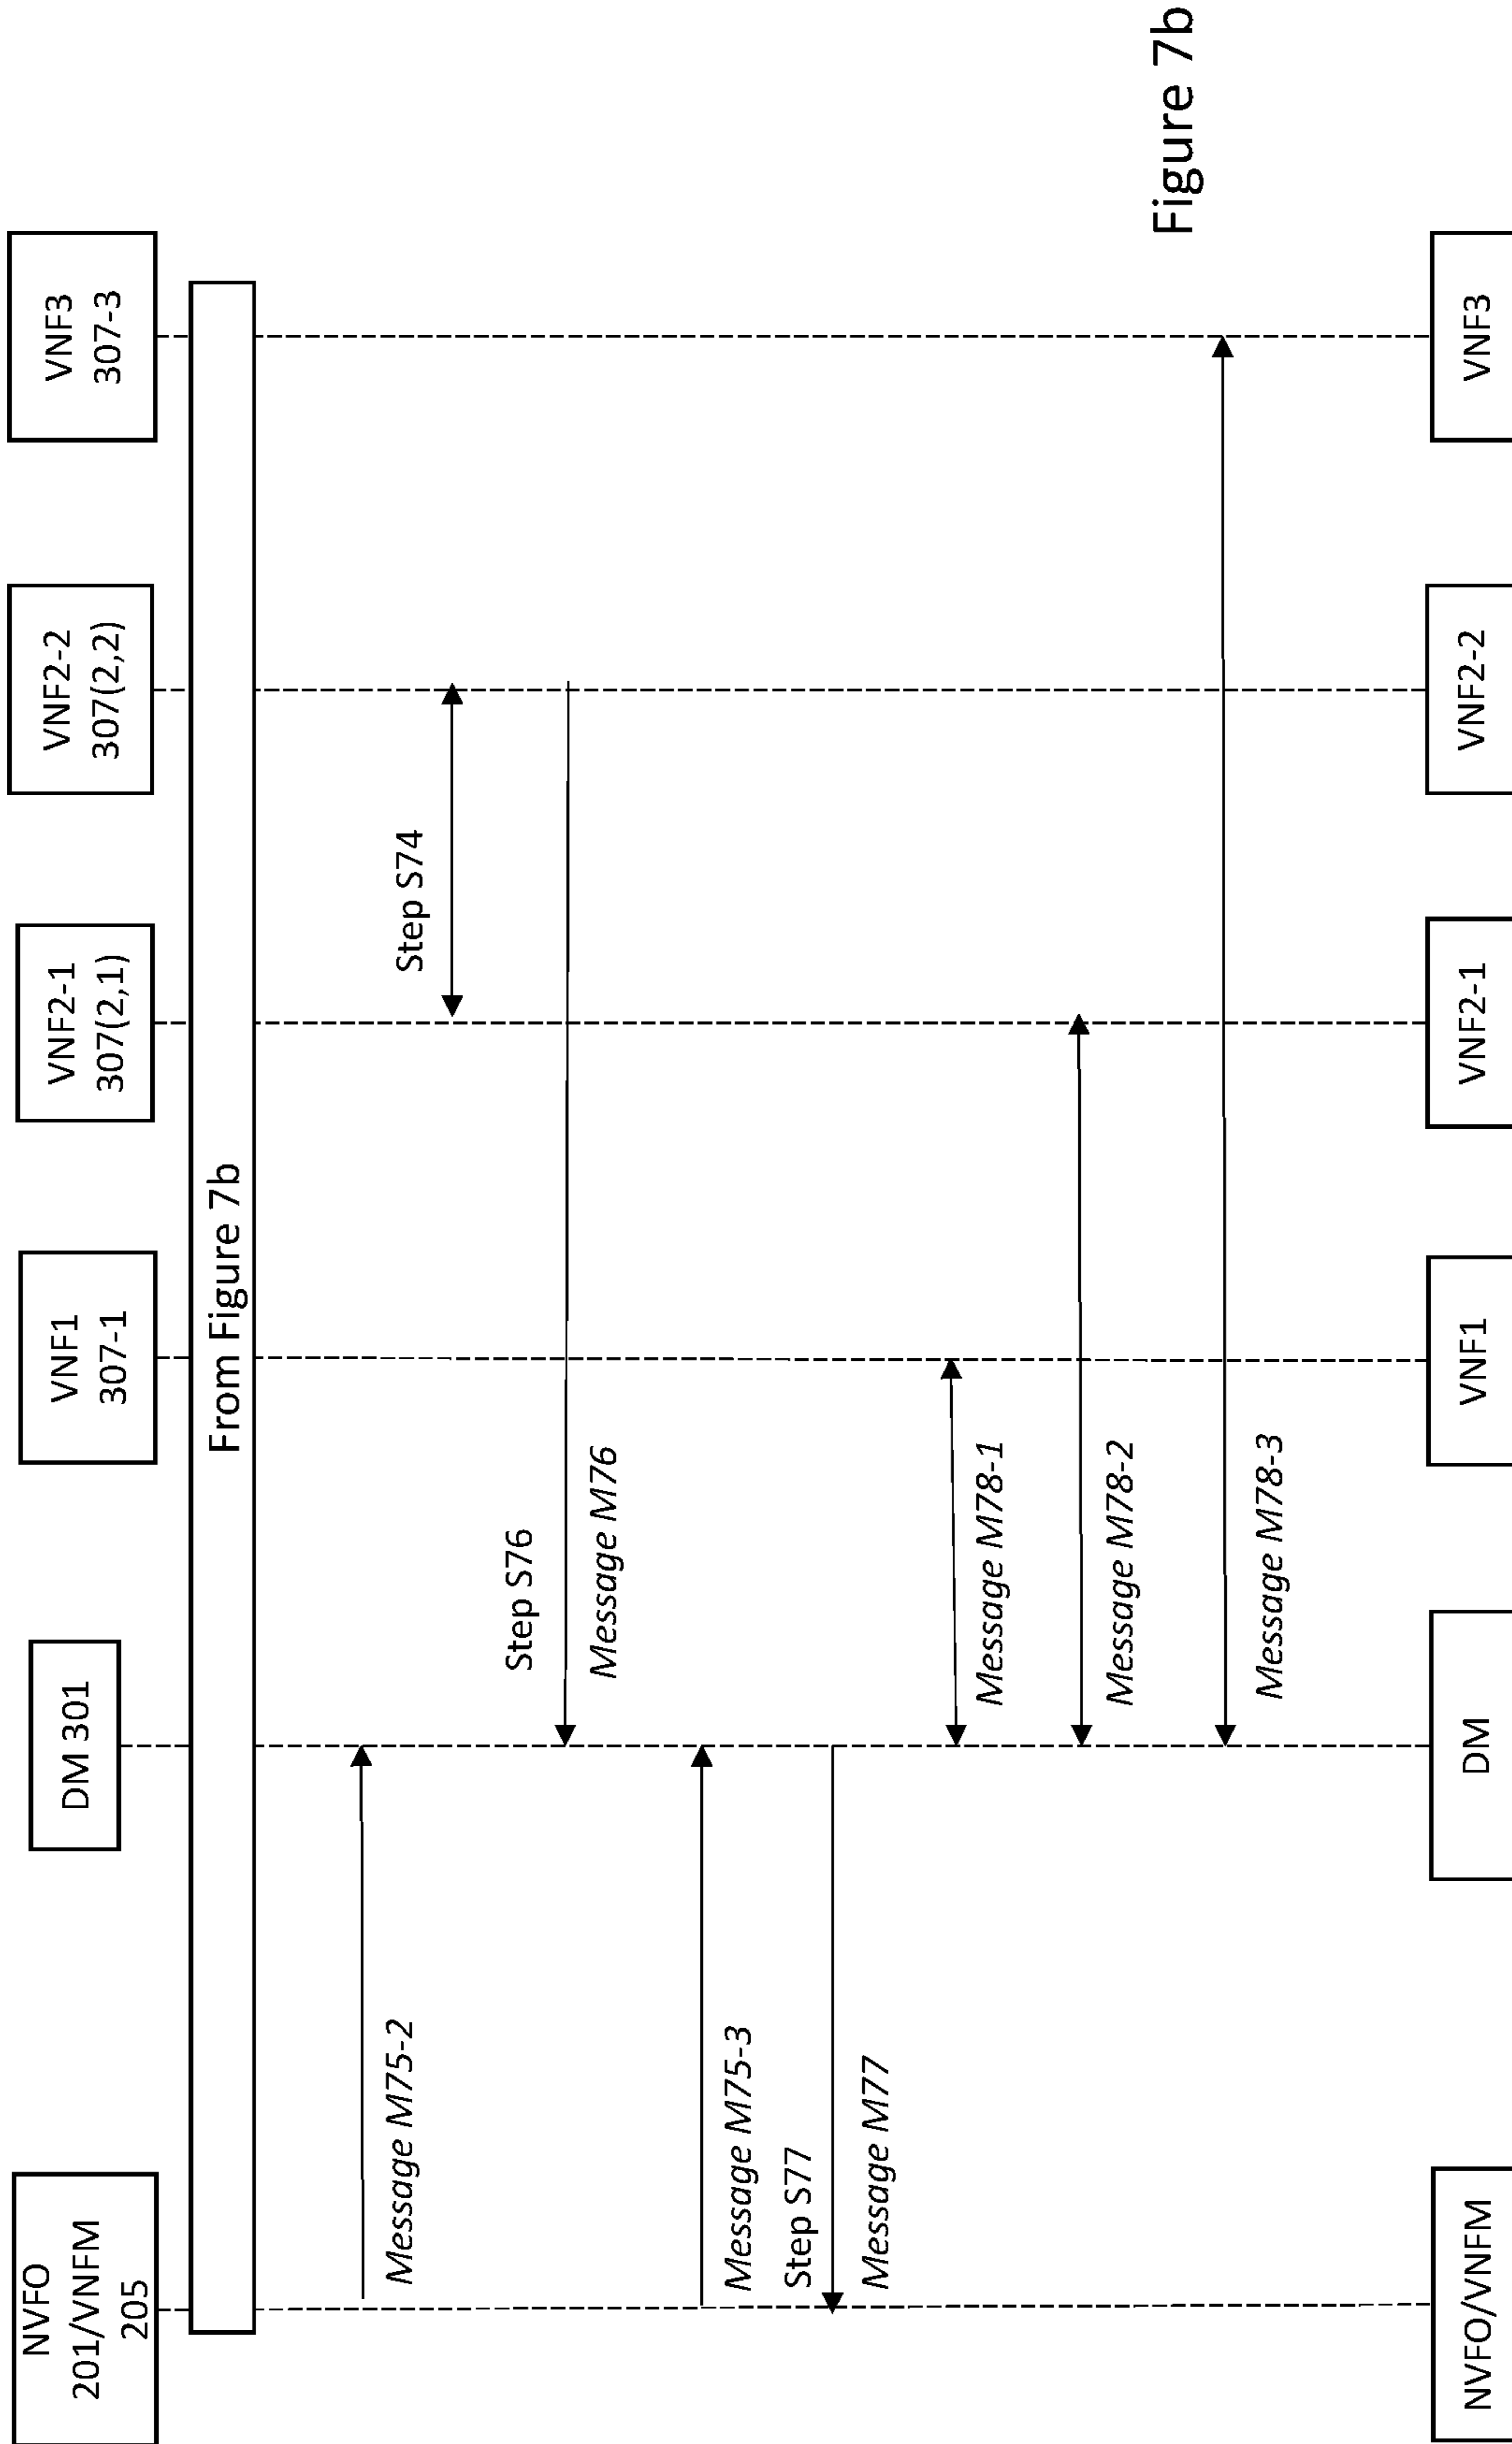 NVFO
201/VNFM
205
DM 301
VNF1
307-1
VNF2-1
307(2,1)
VNF2-2
307(2,2)
VNF3
307-3
From Figure 7b
Message M75-2
Step S74
Step S76
Message M76
Message M75-3
Step S77
Message M77
Message M78-1
Message M78-2
Message M78-3
NVFO/VNFM
DM
VNF1
VNF2-1
VNF2-2
VNF3
Figure 7b